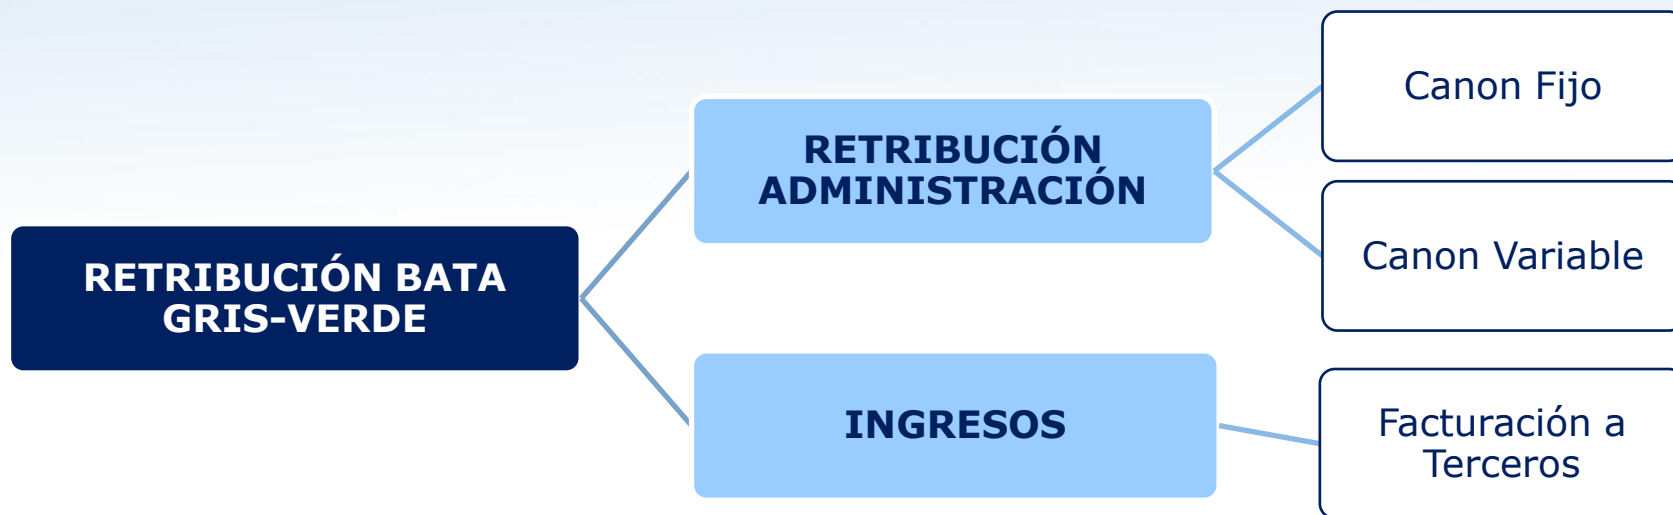 RETRIBUCIÓN BATA
GRIS-VERDE
RETRIBUCIÓN
ADMINISTRACIÓN
Canon Fijo
Canon Variable
INGRESOS
Facturación a
Terceros